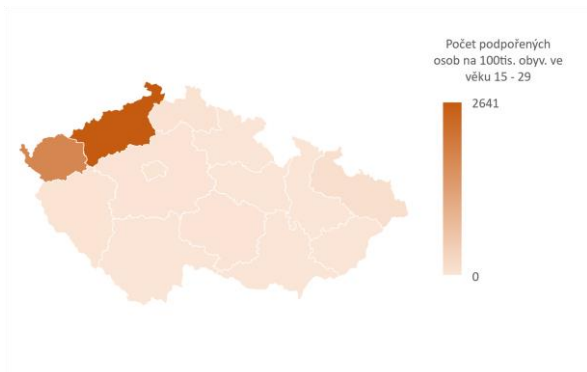 Počet podpořených
osob na 100tis. obyv. ve
věku 15 - 29
2641
0